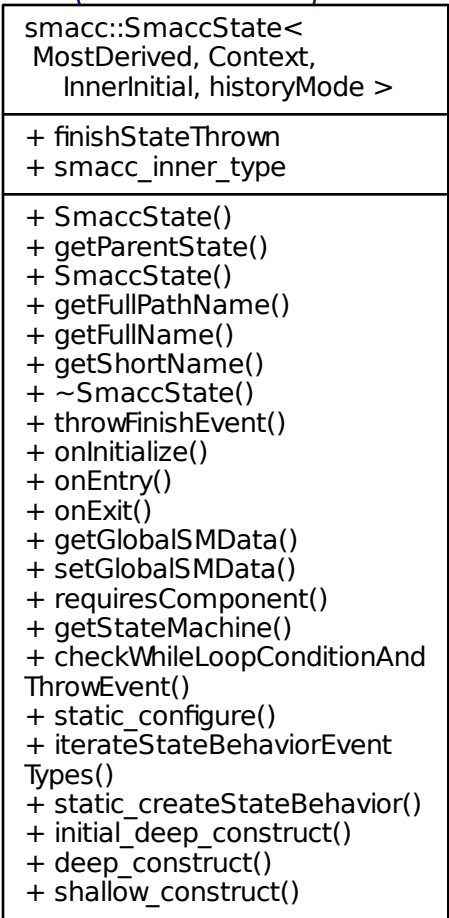 smacc::SmaccState<
MostDerived, Context,
InnerInitial, historyMode >
+ finishStateThrown
+ smacc_inner_type
+ SmaccState()
+ getParentState()
+ SmaccState()
+ getFullPathName()
+ getFullName()
+ getShortName()
+ ~SmaccState()
+ throwFinishEvent()
+ onInitialize()
+ onEntry()
+ onExit()
+ getGlobalSMData()
+ setGlobalSMData()
+ requiresComponent()
+ getStateMachine()
+ checkWhileLoopConditionAnd
ThrowEvent()
+ static_configure()
+ iterateStateBehaviorEvent
Types()
+ static_createStateBehavior()
+ initial_deep_construct()
+ deep_construct()
+ shallow_construct()